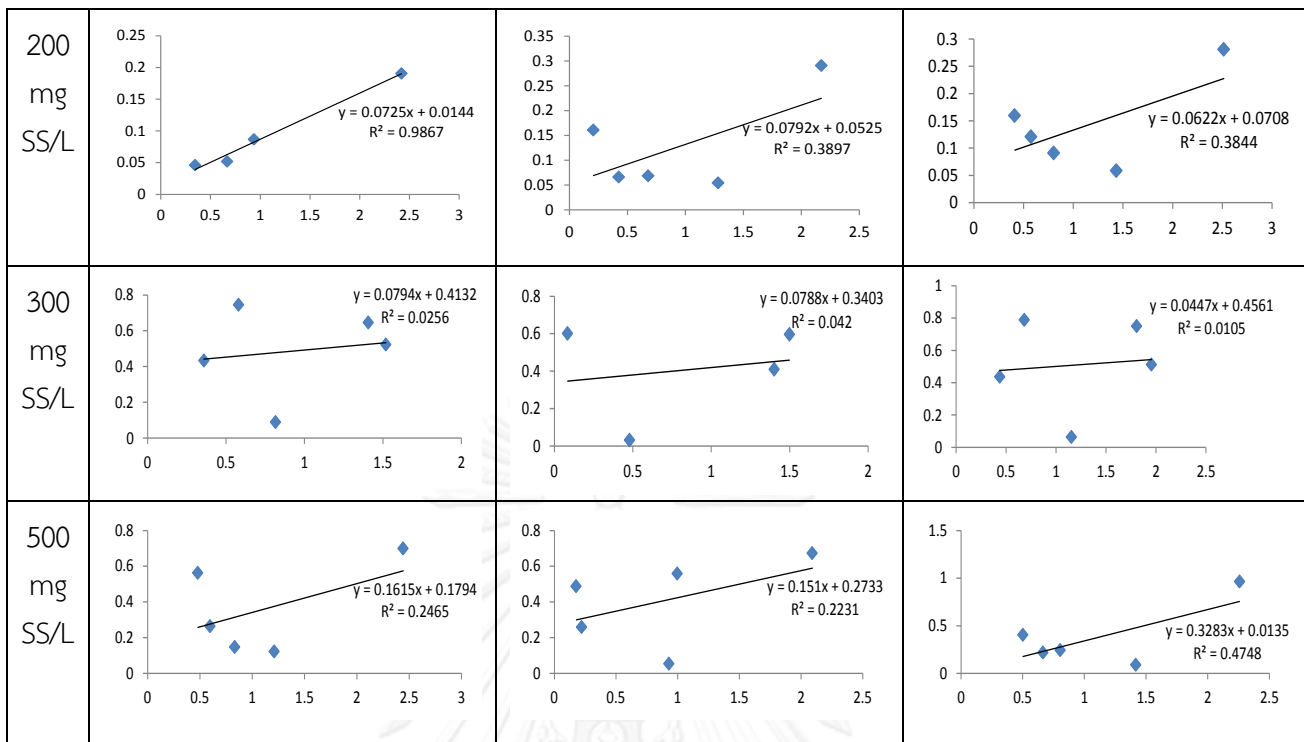 200
mg
SS/L
0.25
0.2
0.15
0.1
0.05
0
0 0.5 1 1.5 2 2.5 3
y = 0.0725x + 0.0144
R² = 0.9867
0.35
0.3
0.25
0.2
0.15
0.1
0.05
0
0 0.5 1 1.5 2 2.5
y = 0.0792x + 0.0525
R² = 0.3897
0.3
0.25
0.2
0.15
0.1
0.05
0
0 0.5 1 1.5 2 2.5 3
y = 0.0622x + 0.0708
R² = 0.3844
300
mg
SS/L
0.8
0.6
0.4
0.2
0
0 0.5 1 1.5 2
y = 0.0794x + 0.4132
R² = 0.0256
0.8
0.6
0.4
0.2
0
0 0.5 1 1.5 2
y = 0.0788x + 0.3403
R² = 0.042
1
0.8
0.6
0.4
0.2
0
0 0.5 1 1.5 2 2.5
y = 0.0447x + 0.4561
R² = 0.0105
500
mg
SS/L
0.8
0.6
0.4
0.2
0
0 0.5 1 1.5 2 2.5 3
y = 0.1615x + 0.1794
R² = 0.2465
0.8
0.6
0.4
0.2
0
0 0.5 1 1.5 2 2.5
y = 0.151x + 0.2733
R² = 0.2231
1.5
1
0.5
0
0 0.5 1 1.5 2 2.5
y = 0.3283x + 0.0135
R² = 0.4748